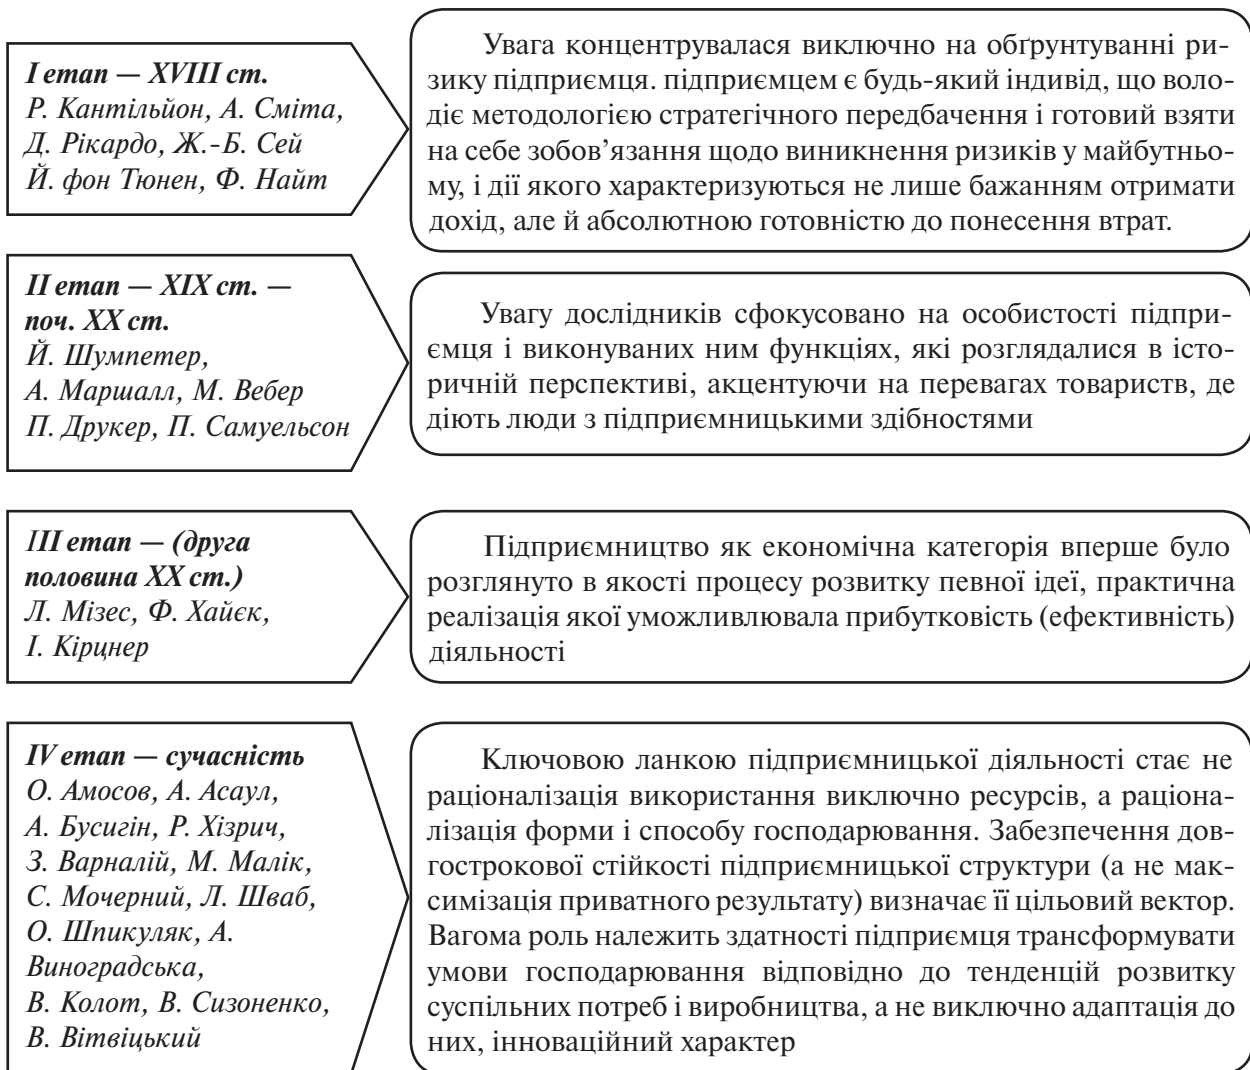 I етап — XVIII ст.
Р. Кантільйон, А. Сміта,
Д. Рікардо, Ж.-Б. Сей
Й. фон Тюнен, Ф. Найт
Увага концентрувалася виключно на обґрунтуванні ри-
зику підприємця. підприємцем є будь-який індивід, що воло-
діє методологією стратегічного передбачення і готовий взяти
на себе зобов’язання щодо виникнення ризиків у майбутньо-
му, і дії якого характеризуються не лише бажанням отримати
дохід, але й абсолютною готовністю до понесення втрат.
II етап — XIX ст. —
поч. XX ст.
Й. Шумпетер,
А. Маршалл, М. Вебер
П. Друкер, П. Самуельсон
Увагу дослідників сфокусовано на особистості підпри-
ємця і виконуваних ним функціях, які розглядалися в істо-
ричній перспективі, акцентуючи на перевагах товариств, де
діють люди з підприємницькими здібностями
III етап — (друга
половина XX ст.)
Л. Мізес, Ф. Хайєк,
І. Кірцнер
Підприємництво як економічна категорія вперше було
розглянуто в якості процесу розвитку певної ідеї, практична
реалізація якої уможливлювала прибутковість (ефективність)
діяльності
IV етап — сучасність
О. Амосов, А. Асаул,
А. Бусигін, Р. Хізрич,
З. Варналій, М. Малік,
С. Мочерний, Л. Шваб,
О. Шпикуляк, А.
Виноградська,
В. Колот, В. Сизоненко,
В. Вітвіцький
Ключовою ланкою підприємницької діяльності стає не
раціоналізація використання виключно ресурсів, а раціона-
лізація форми і способу господарювання. Забезпечення дов-
гострокової стійкості підприємницької структури (а не мак-
симізація приватного результату) визначає її цільовий вектор.
Вагома роль належить здатності підприємця трансформувати
умови господарювання відповідно до тенденцій розвитку
суспільних потреб і виробництва, а не виключно адаптація до
них, інноваційний характер